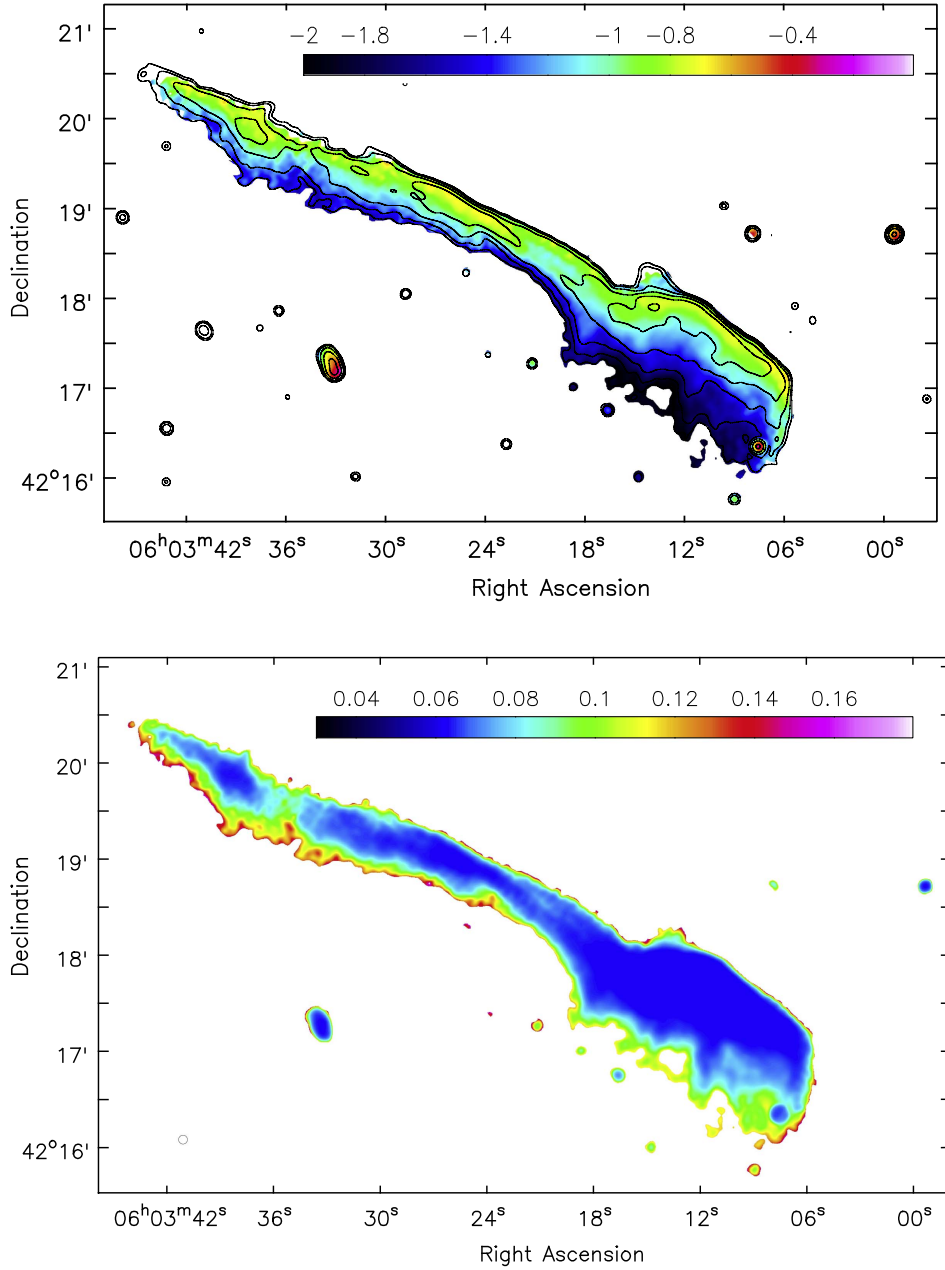 −2 −1.8 −1.4 −1 −0.8 −0.4
21'
20'
19'
18'
17'
42°16'
Declination
06ʰ03ᵐ42ˢ 36ˢ 30ˢ 24ˢ 18ˢ 12ˢ 06ˢ 00ˢ
Right Ascension
0.04 0.06 0.08 0.1 0.12 0.14 0.16
21'
20'
19'
18'
17'
42°16'
Declination
06ʰ03ᵐ42ˢ 36ˢ 30ˢ 24ˢ 18ˢ 12ˢ 06ˢ 00ˢ
Right Ascension